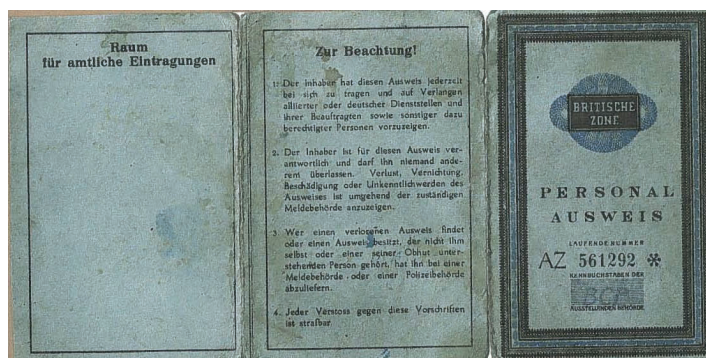 Raum
für amtliche Eintragungen
Zur Beachtung!
1. Der Inhaber hat diesen Ausweis jederzeit
bei sich zu tragen und auf Verlangen
alliierter oder deutscher Dienststellen und
ihrer Beauftragten sowie sonstiger dazu
berechtigter Personen vorzuzeigen.
2. Der Inhaber ist für diesen Ausweis ver-
antwortlich und darf ihn niemand ande-
rem überlassen. Verlust, Vernichtung,
Beschädigung oder Unkenntlichwerden des
Ausweises ist umgehend der zuständigen
Meldebehörde anzuzeigen.
3 Wer einen verlorenen Ausweis findet
oder einen Ausweis besitzt, der nicht ihm
selbst oder einer seiner Obhut unter-
stehenden Person gehört, hat ihn bei einer
Meldebehörde oder einer Polizeibehörde
abzuliefern.
4. Jeder Verstoss gegen diese Vorschriften
ist strafbar
BRITISCHE
ZONE
PERSONAL
AUSWEIS
LAUFENDE NUMMER
AZ 561292 *
KENNBUCHSTABEN DER
BCP
AUSSTELLENDEN BEHÖRDE